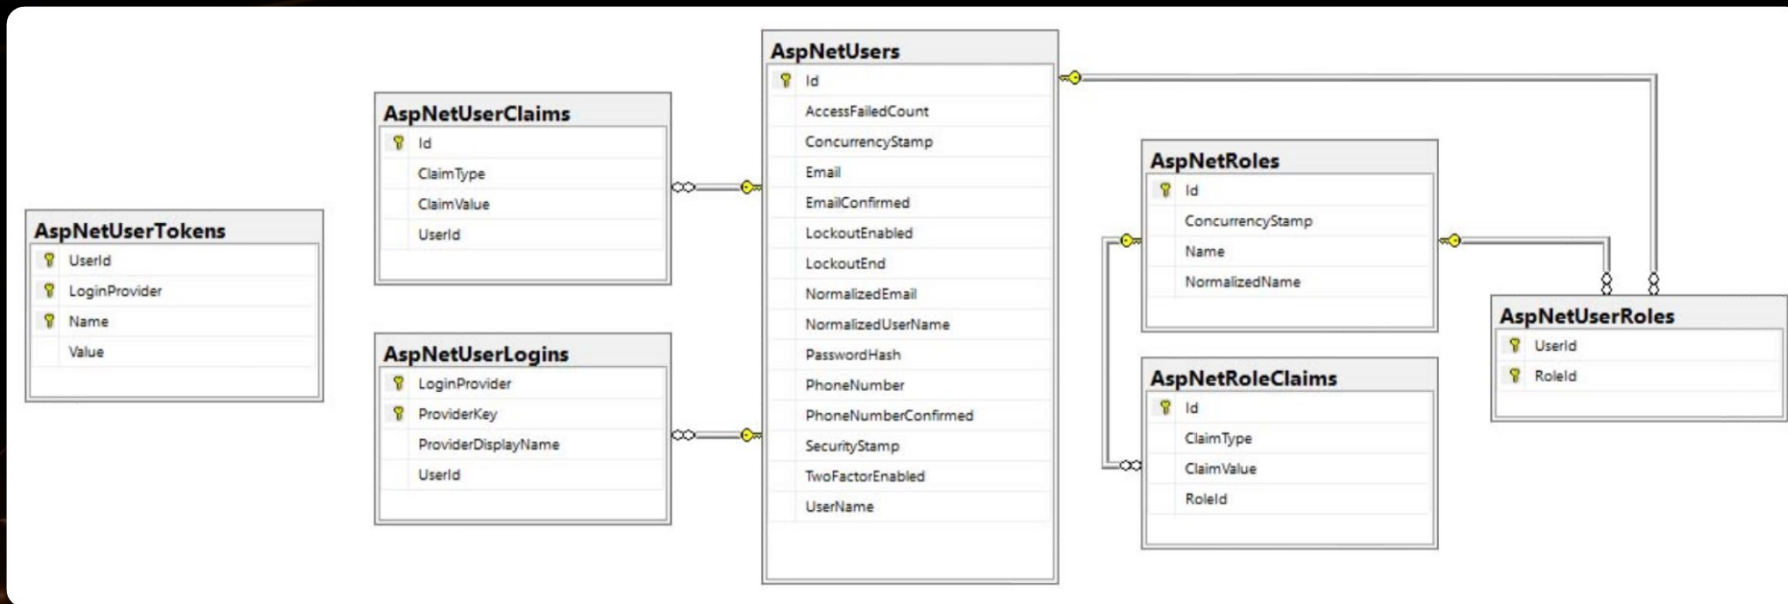 AspNetUserTokens
UserId
LoginProvider
Name
Value
AspNetUserClaims
Id
ClaimType
ClaimValue
UserId
AspNetUserLogins
LoginProvider
ProviderKey
ProviderDisplayName
UserId
AspNetUsers
Id
AccessFailedCount
ConcurrencyStamp
Email
EmailConfirmed
LockoutEnabled
LockoutEnd
NormalizedEmail
NormalizedUserName
PasswordHash
PhoneNumber
PhoneNumberConfirmed
SecurityStamp
TwoFactorEnabled
UserName
AspNetRoles
Id
ConcurrencyStamp
Name
NormalizedName
AspNetRoleClaims
Id
ClaimType
ClaimValue
RoleId
AspNetUserRoles
UserId
RoleId